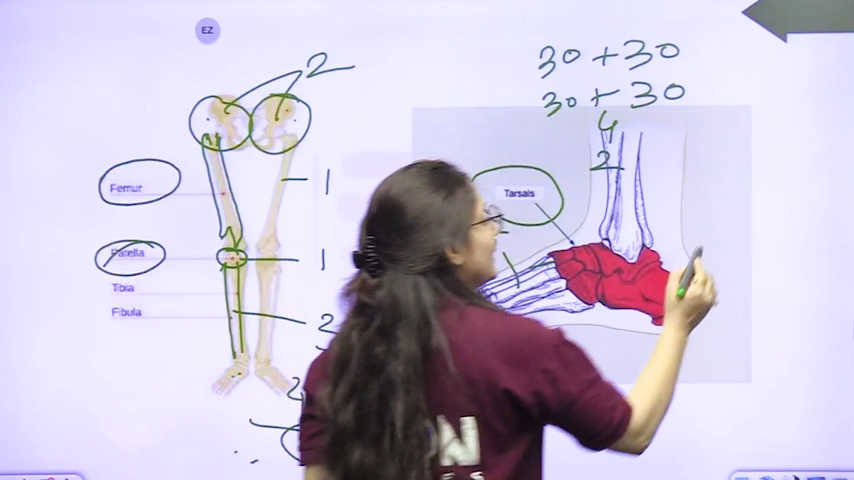 EZ
2
30 + 30
30 + 30
4
2
Femur
1
Tarsals
Patella
1
Tibia
Fibula
2
2
N